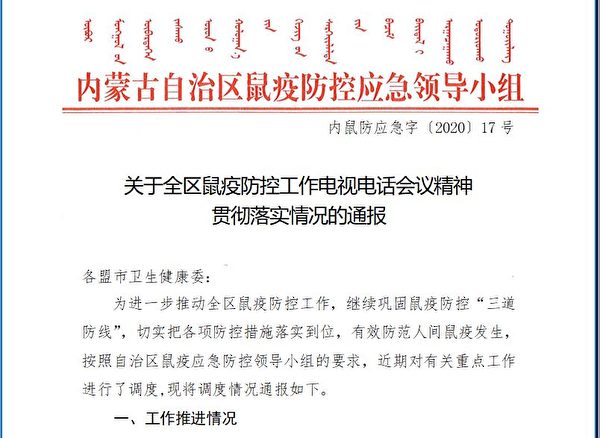 内蒙古自治区鼠疫防控应急领导小组
内鼠防应急字〔2020〕17号
关于全区鼠疫防控工作电视电话会议精神
贯彻落实情况的通报
各盟市卫生健康委：
为进一步推动全区鼠疫防控工作，继续巩固鼠疫防控“三道
防线”，切实把各项防控措施落实到位，有效防范人间鼠疫发生，
按照自治区鼠疫应急防控领导小组的要求，近期对有关重点工作
进行了调度,现将调度情况通报如下。
一、工作推进情况